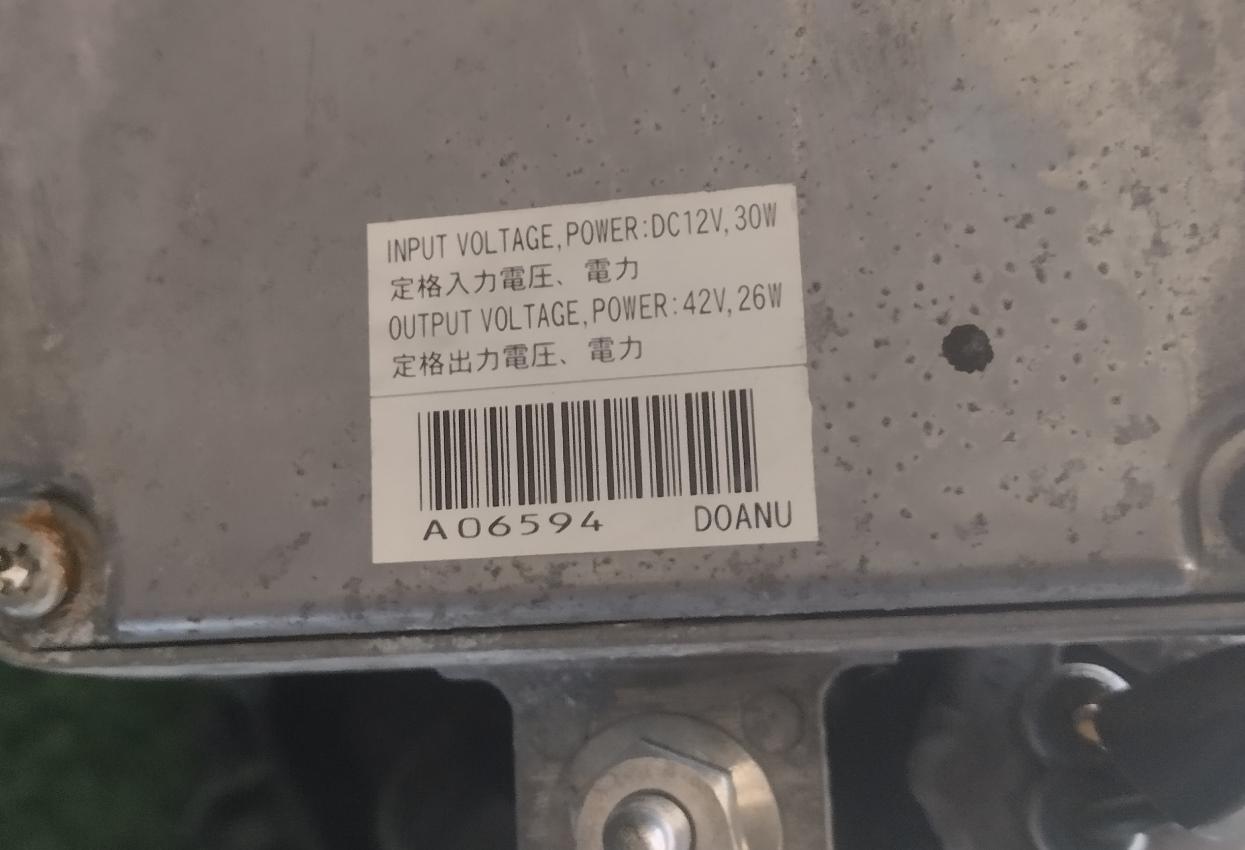 INPUT VOLTAGE,POWER:DC12V,30W
定格入力電圧、電力
OUTPUT VOLTAGE,POWER:42V,26W
定格出力電圧、電力
A06594 DOANU